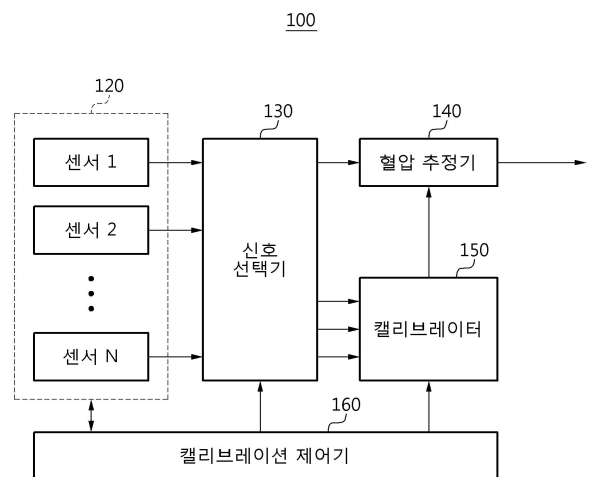 100
120
130
140
센서 1
혈압 추정기
센서 2
신호
선택기
150
캘리브레이터
센서 N
160
캘리브레이션 제어기